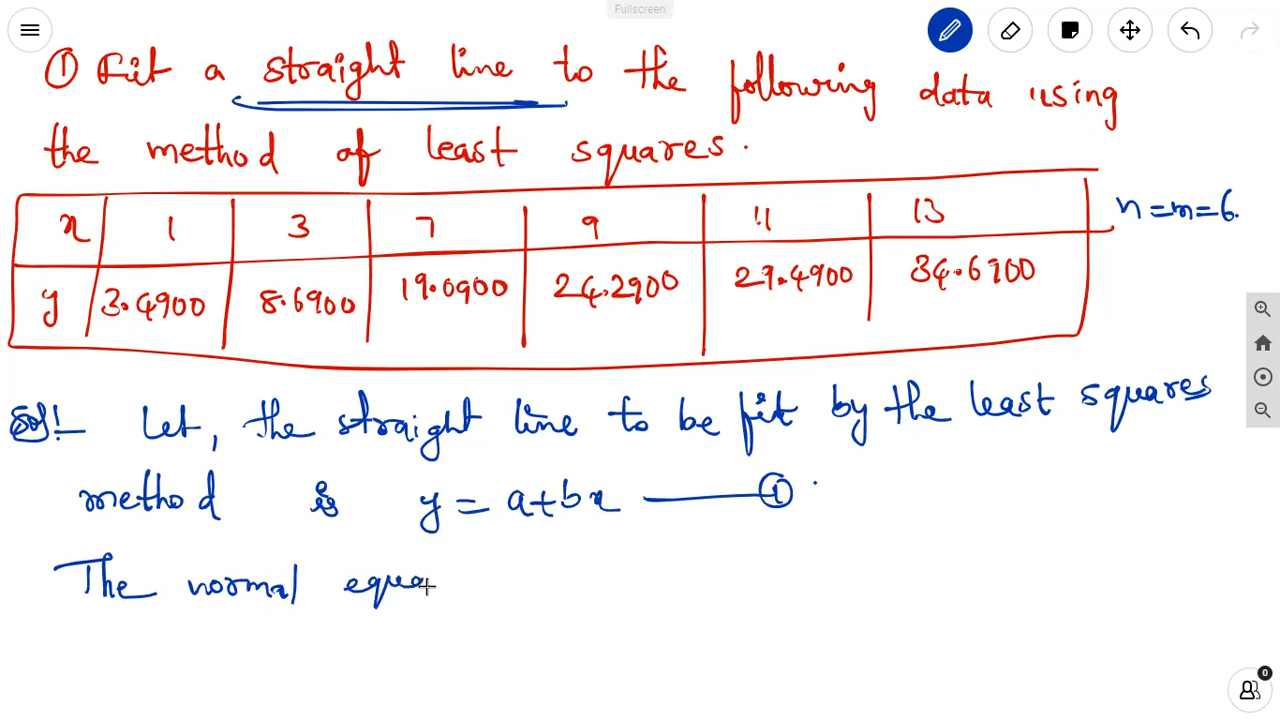 Fullscreen
① Fit a straight line to the following data using
the method of least squares.
x 1 3 7 9 11 13
n=m=6.
y 3.4900 8.6900 19.0900 24.2900 29.4900 34.6900
Sol! Let, the straight line to be fit by the least squares
method is y = a+bx ——— ①
The normal equa
0